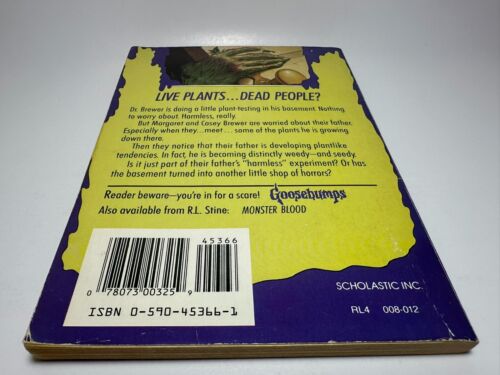 LIVE PLANTS...DEAD PEOPLE?
Dr. Brewer is doing a little plant-testing in his basement. Nothing
to worry about. Harmless, really.
But Margaret and Casey Brewer are worried about their father.
Especially when they...meet...some of the plants he is growing
down there.
Then they notice that their father is developing plantlike
tendencies. In fact, he is becoming distinctly weedy—and seedy.
Is it just part of their father's "harmless" experiment? Or has
the basement turned into another little shop of horrors?
Reader beware—you're in for a scare! Goosebumps
Also available from R.L. Stine: MONSTER BLOOD
45366
0 78073 00325 9
ISBN 0-590-45366-1
SCHOLASTIC INC.
RL4 008-012